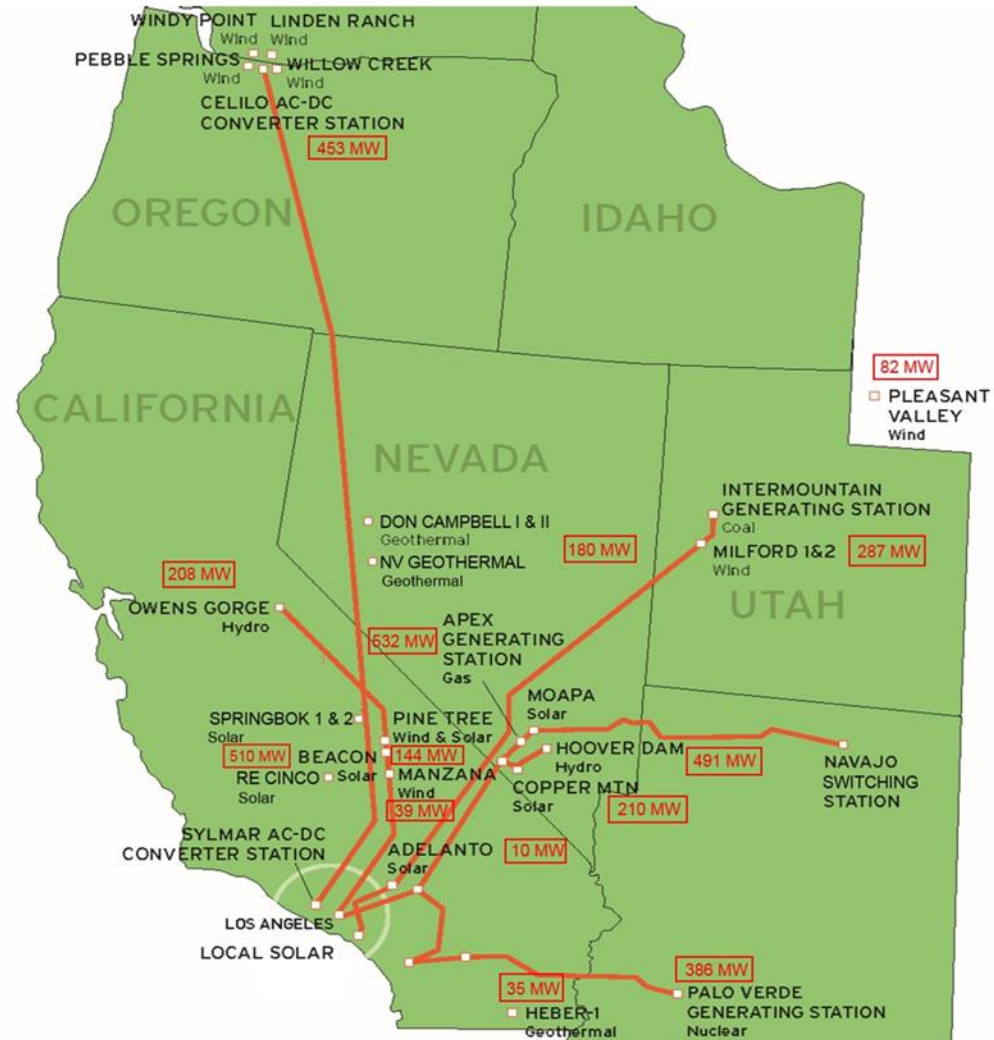 WINDY POINT
Wind
LINDEN RANCH
Wind
PEBBLE SPRINGS
Wind
WILLOW CREEK
Wind
CELILO AC-DC
CONVERTER STATION
453 MW
OREGON
IDAHO
82 MW
PLEASANT
VALLEY
Wind
CALIFORNIA
NEVADA
INTERMOUNTAIN
GENERATING STATION
Coal
DON CAMPBELL I & II
Geothermal
180 MW
MILFORD 1&2
Wind
287 MW
NV GEOTHERMAL
Geothermal
208 MW
OWENS GORGE
Hydro
UTAH
532 MW
APEX
GENERATING
STATION
Gas
MOAPA
Solar
SPRINGBOK 1 & 2
Solar
PINE TREE
Wind & Solar
510 MW
BEACON
Solar
144 MW
RE CINCO
Solar
MANZANA
Wind
39 MW
HOOVER DAM
Hydro
491 MW
NAVAJO
SWITCHING
STATION
COPPER MTN
Solar
210 MW
SYLMAR AC-DC
CONVERTER STATION
ADELANTO
Solar
10 MW
LOS ANGELES
LOCAL SOLAR
35 MW
HEBER-1
Geothermal
386 MW
PALO VERDE
GENERATING STATION
Nuclear